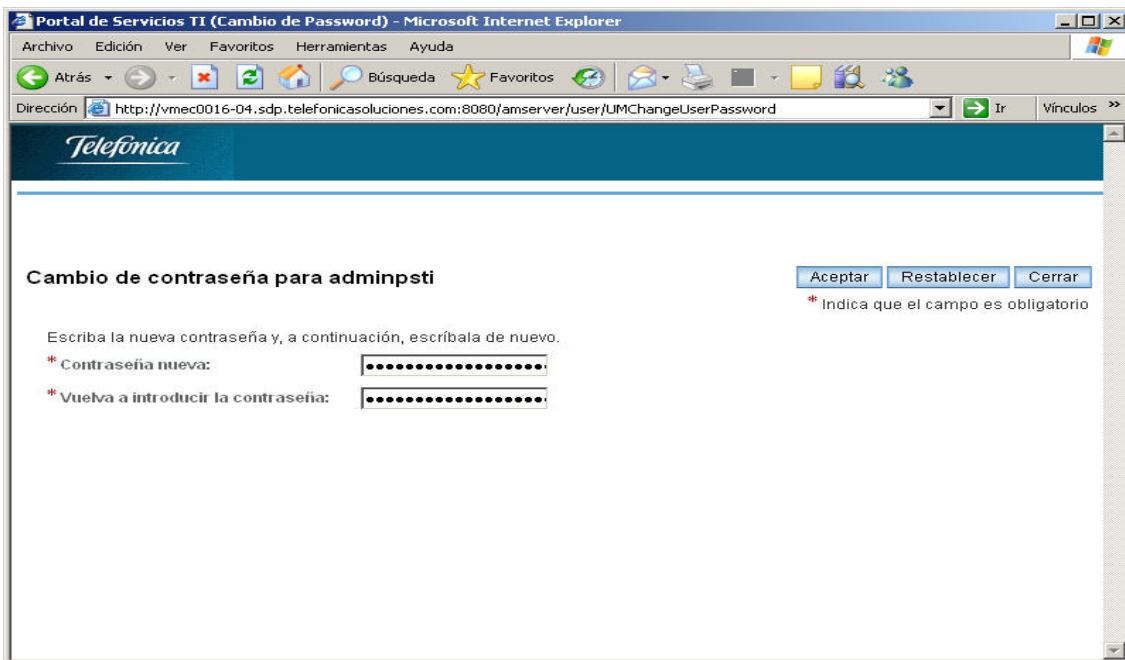 Portal de Servicios TI (Cambio de Password) - Microsoft Internet Explorer
Archivo Edición Ver Favoritos Herramientas Ayuda
Atrás Búsqueda Favoritos
Dirección http://vmec0016-04.sdp.telefonicasoluciones.com:8080/amserver/user/UMChangeUserPassword Ir Vínculos »
Telefónica
Cambio de contraseña para adminpsti Aceptar Restablecer Cerrar
* Indica que el campo es obligatorio
Escriba la nueva contraseña y, a continuación, escríbala de nuevo.
* Contraseña nueva: ••••••••••••••••••
* Vuelva a introducir la contraseña: ••••••••••••••••••